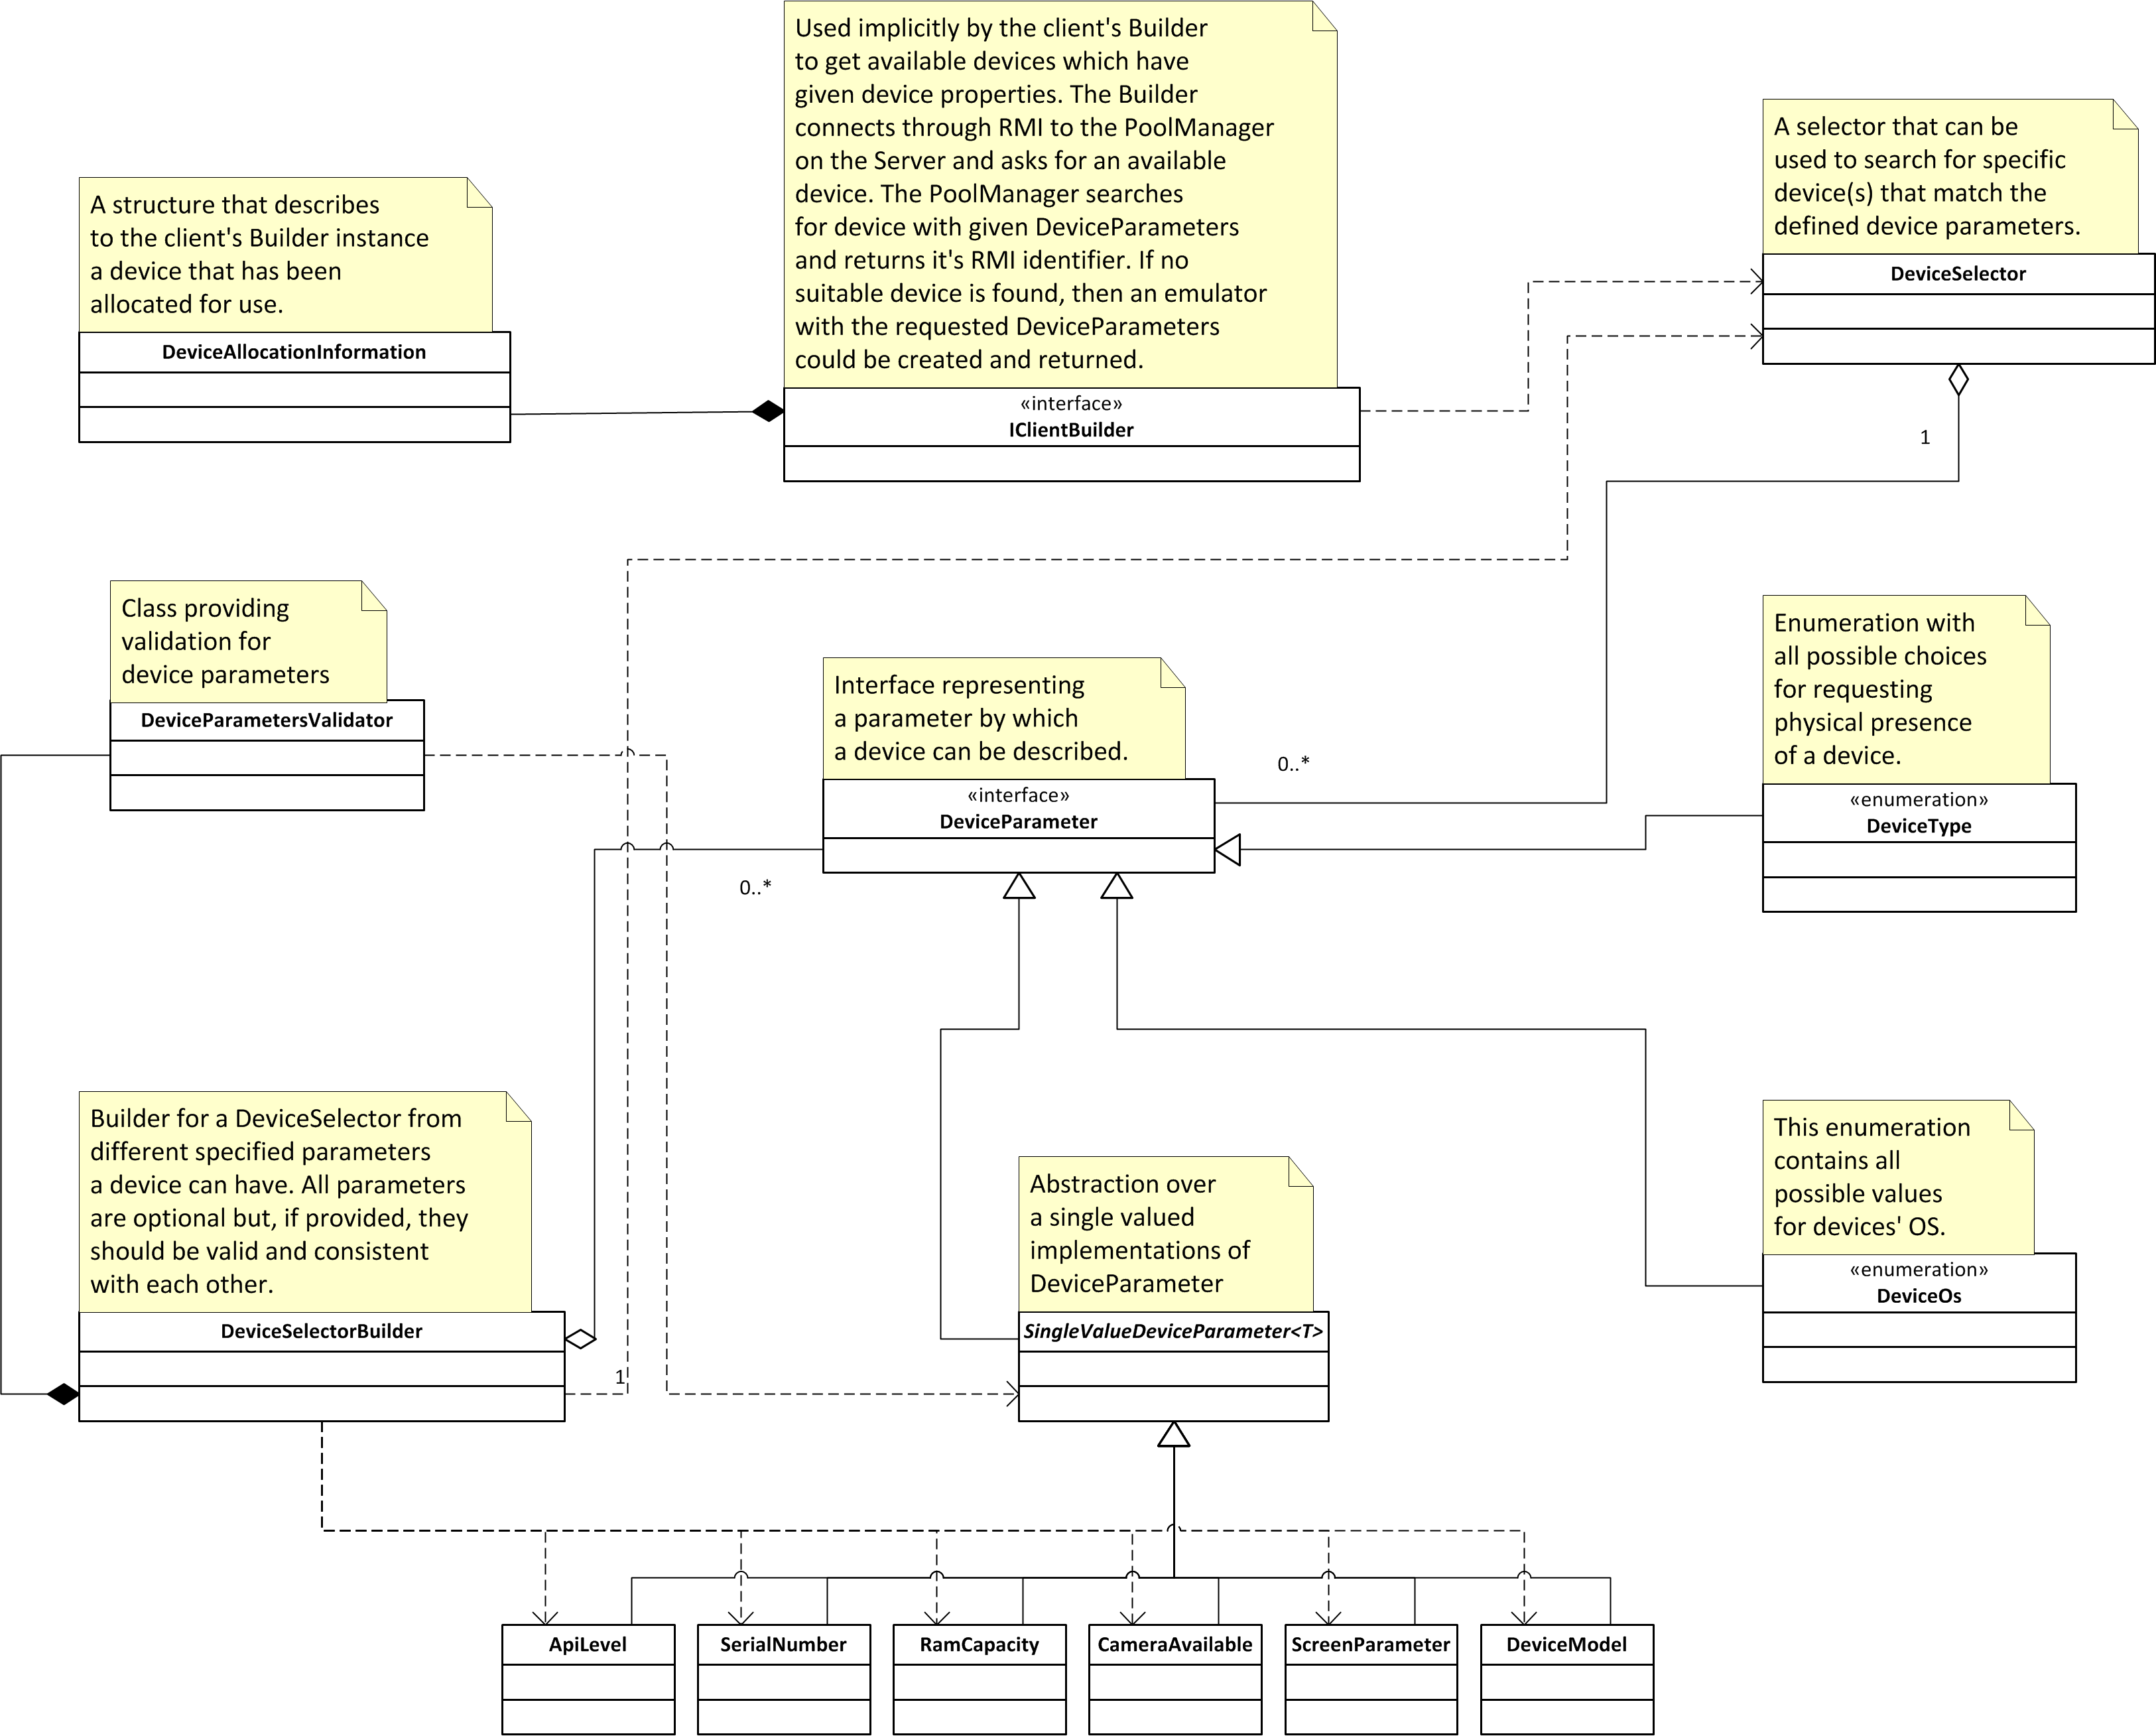 Used implicitly by the client's Builder
to get available devices which have
given device properties. The Builder
connects through RMI to the PoolManager
on the Server and asks for an available
device. The PoolManager searches
for device with given DeviceParameters
and returns it's RMI identifier. If no
suitable device is found, then an emulator
with the requested DeviceParameters
could be created and returned.
«interface»
IClientBuilder
A selector that can be
used to search for specific
device(s) that match the
defined device parameters.
DeviceSelector
A structure that describes
to the client's Builder instance
a device that has been
allocated for use.
DeviceAllocationInformation
1
Class providing
validation for
device parameters
DeviceParametersValidator
Interface representing
a parameter by which
a device can be described.
«interface»
DeviceParameter
0..*
0..*
Enumeration with
all possible choices
for requesting
physical presence
of a device.
«enumeration»
DeviceType
Builder for a DeviceSelector from
different specified parameters
a device can have. All parameters
are optional but, if provided, they
should be valid and consistent
with each other.
DeviceSelectorBuilder
1
Abstraction over
a single valued
implementations of
DeviceParameter
SingleValueDeviceParameter<T>
This enumeration
contains all
possible values
for devices' OS.
«enumeration»
DeviceOs
ApiLevel
SerialNumber
RamCapacity
CameraAvailable
ScreenParameter
DeviceModel